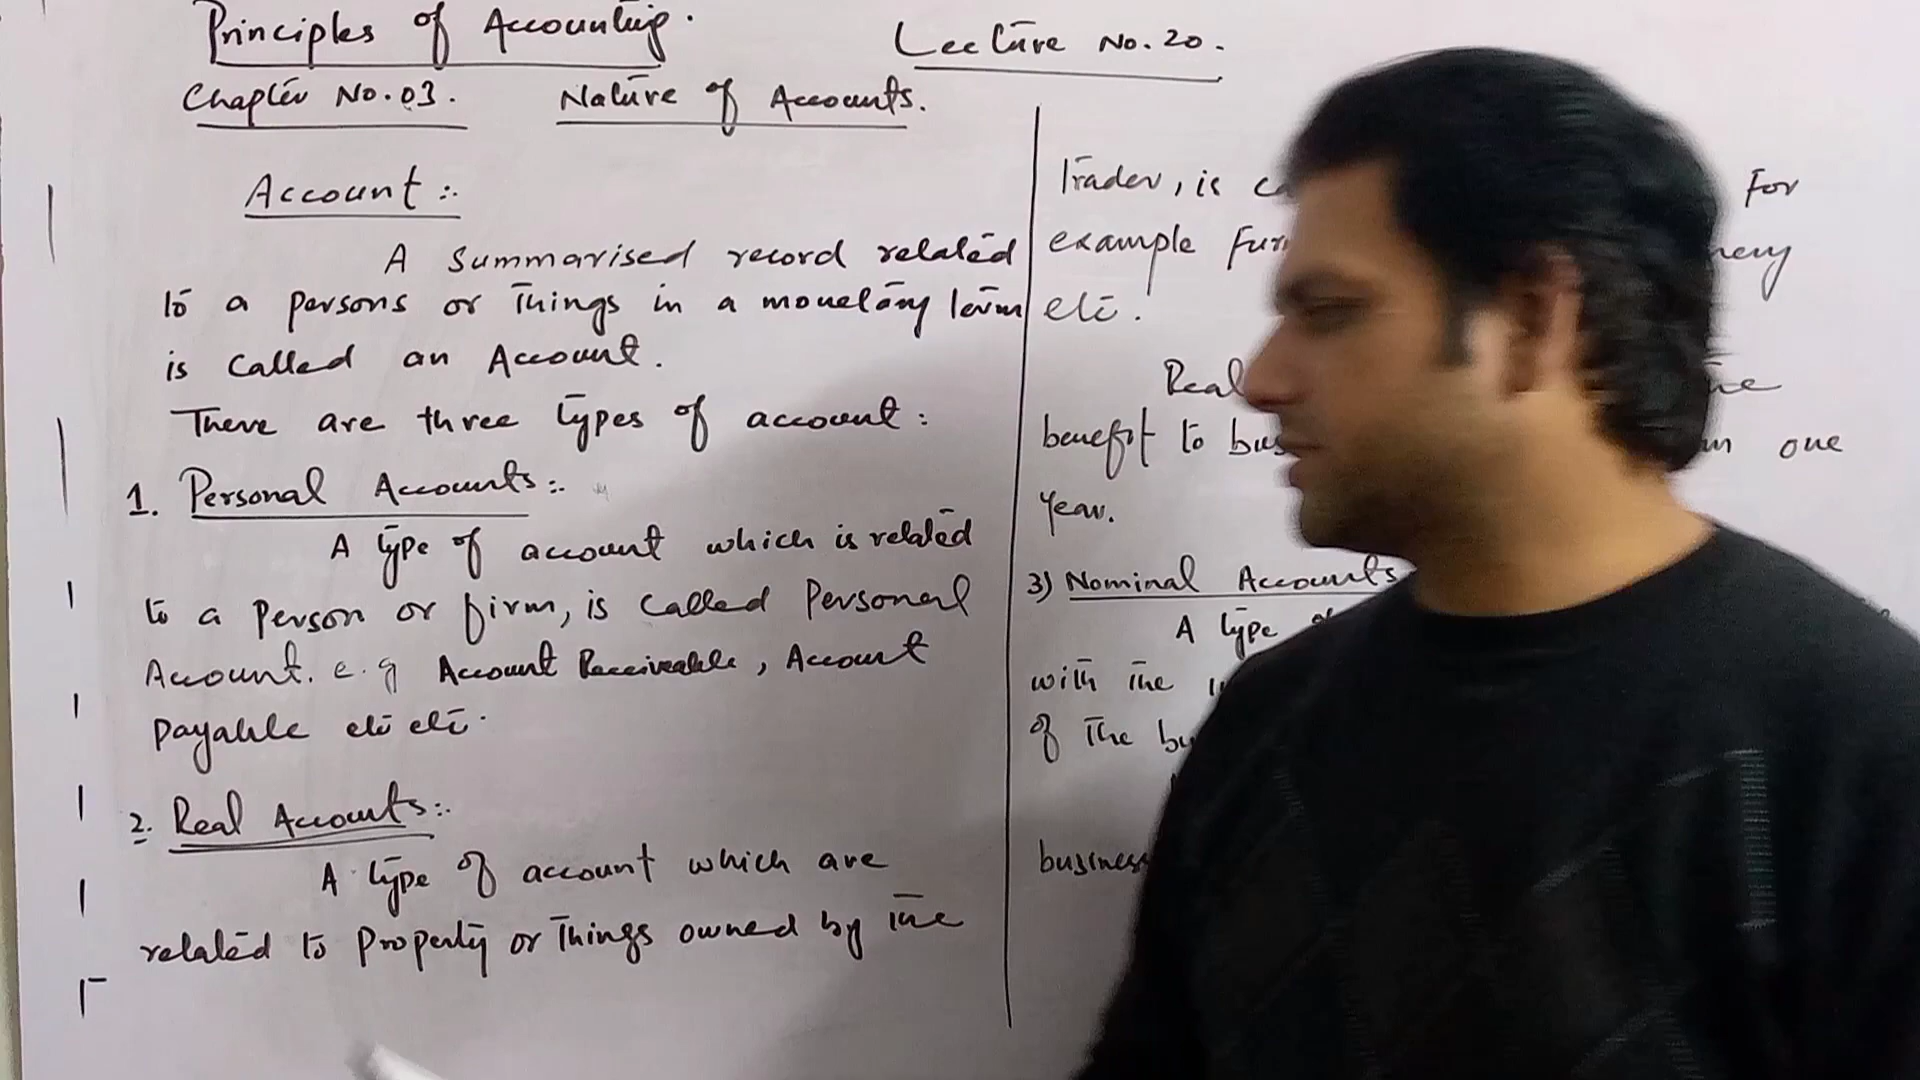 Principles of Accounting.
Lecture No. 20.
Chapter No. 03. Nature of Accounts.
Account :.
A summarised record related
to a persons or Things in a monetary term
is called an Account.
There are three types of account :
1. Personal Accounts :.
A type of account which is related
to a Person or firm, is called Personal
Account. e.g Account Receiveable, Account
Payable etc etc.
2. Real Accounts :.
A type of account which are
related to Property or Things owned by the
Trader, is For
example
etc.
Real
benefit to one
Year.
3) Nominal Accounts
A type
with the
of The
business